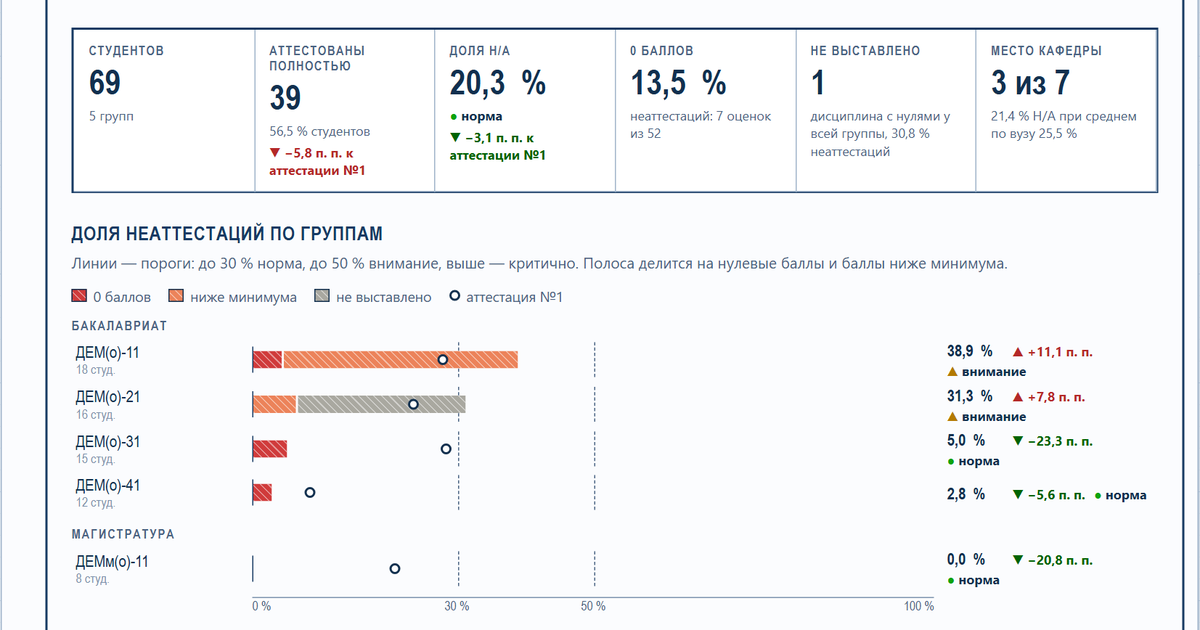 СТУДЕНТОВ
69
5 групп
АТТЕСТОВАНЫ
ПОЛНОСТЬЮ
39
56,5 % студентов
▼ −5,8 п. п. к
аттестации №1
ДОЛЯ Н/А
20,3 %
● норма
▼ −3,1 п. п. к
аттестации №1
0 БАЛЛОВ
13,5 %
неаттестаций: 7 оценок
из 52
НЕ ВЫСТАВЛЕНО
1
дисциплина с нулями у
всей группы, 30,8 %
неаттестаций
МЕСТО КАФЕДРЫ
3 из 7
21,4 % Н/А при среднем
по вузу 25,5 %
ДОЛЯ НЕАТТЕСТАЦИЙ ПО ГРУППАМ
Линии — пороги: до 30 % норма, до 50 % внимание, выше — критично. Полоса делится на нулевые баллы и баллы ниже минимума.
0 баллов ниже минимума не выставлено аттестация №1
БАКАЛАВРИАТ
ДЕМ(о)-11
18 студ.
38,9 % ▲ +11,1 п. п.
▲ внимание
ДЕМ(о)-21
16 студ.
31,3 % ▲ +7,8 п. п.
▲ внимание
ДЕМ(о)-31
15 студ.
5,0 % ▼ −23,3 п. п.
● норма
ДЕМ(о)-41
12 студ.
2,8 % ▼ −5,6 п. п. ● норма
МАГИСТРАТУРА
ДЕМм(о)-11
8 студ.
0,0 % ▼ −20,8 п. п.
● норма
0 % 30 % 50 % 100 %